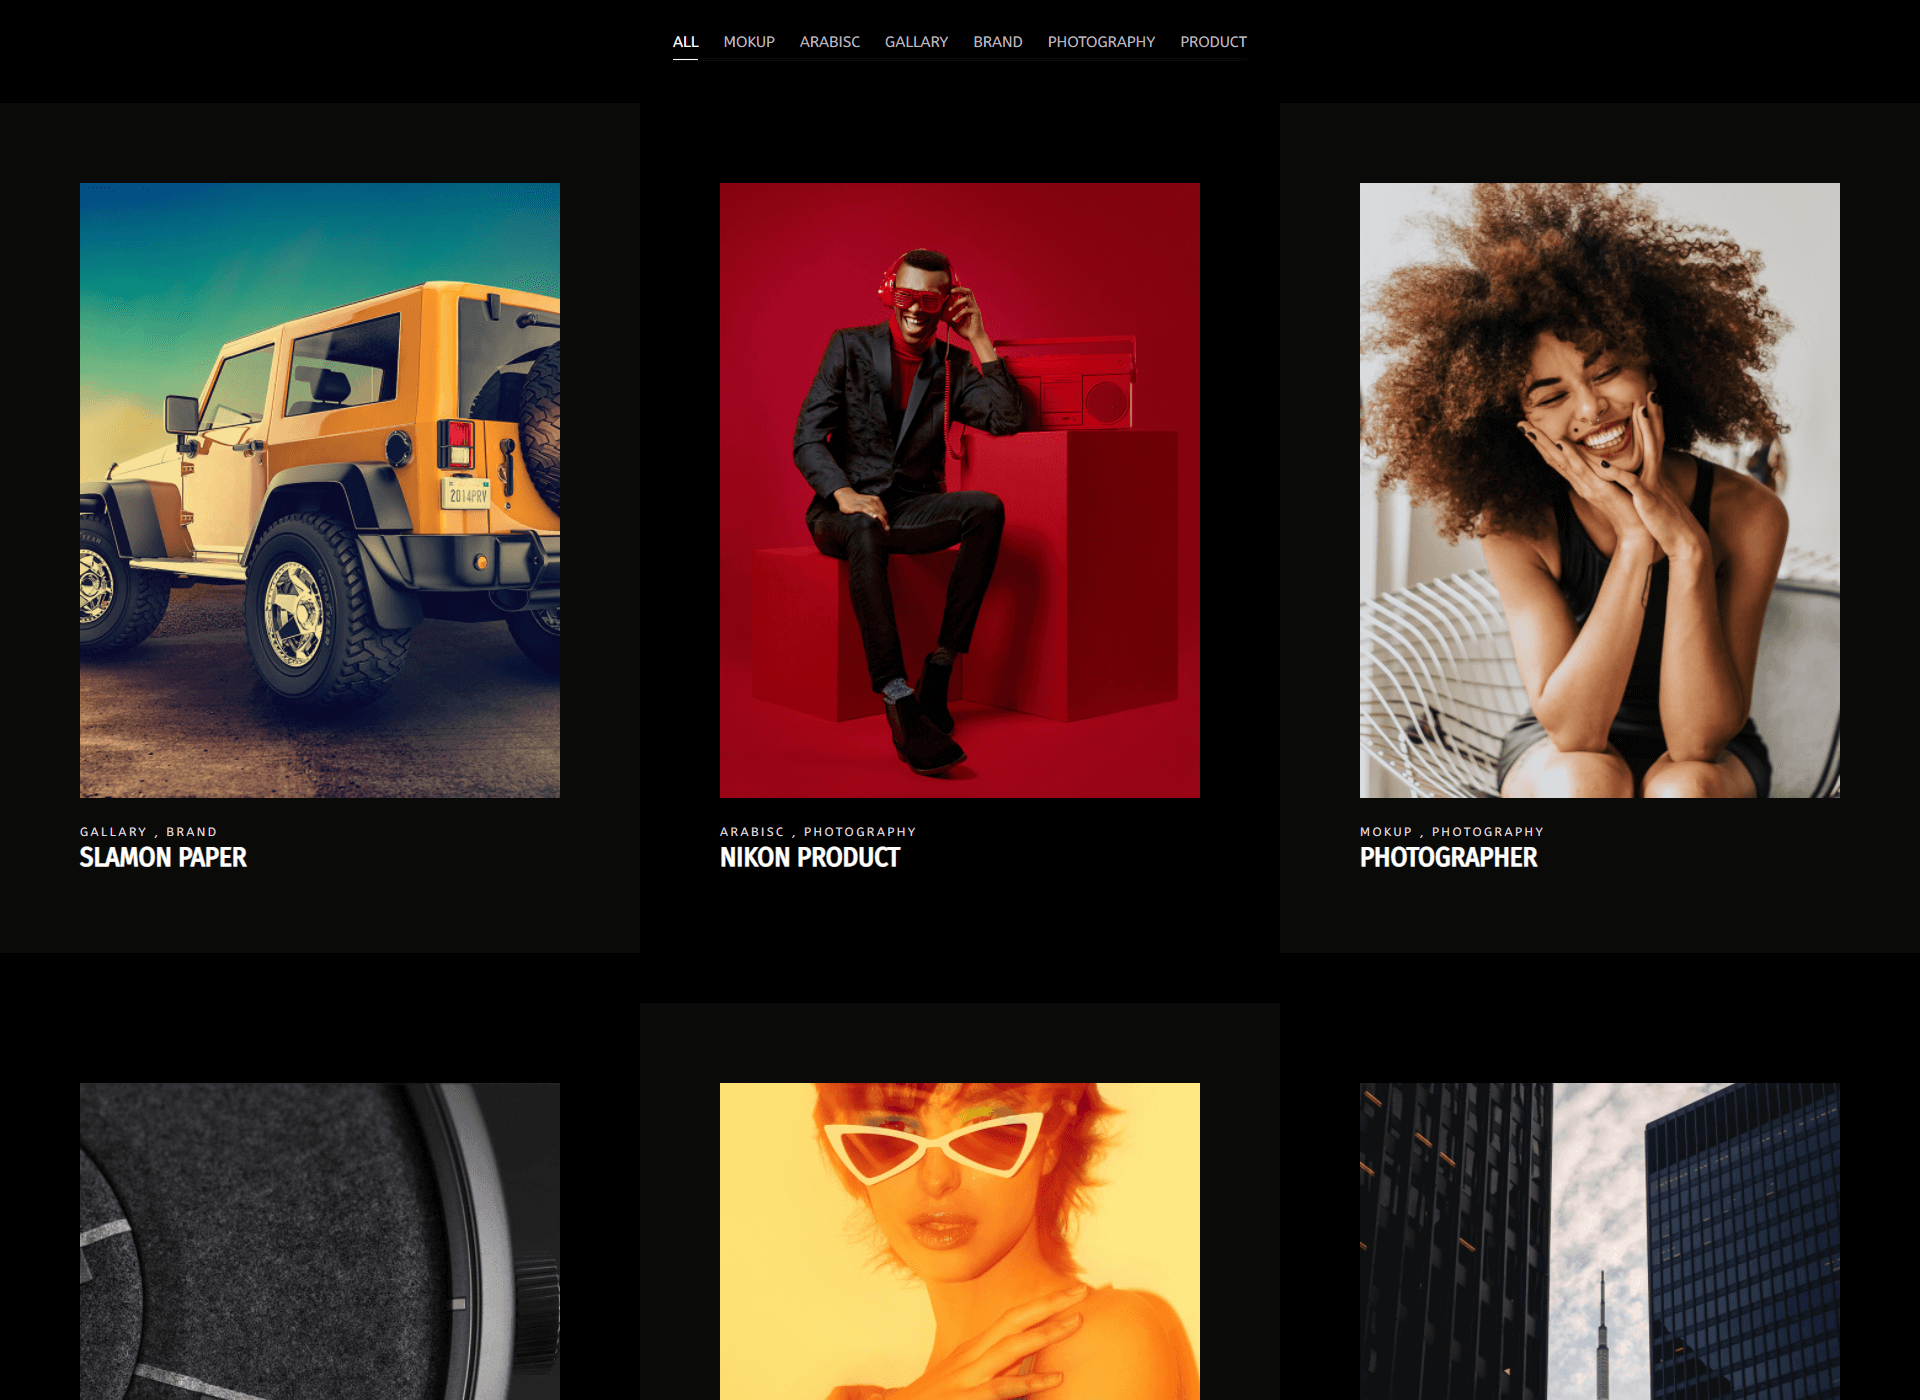 ALL MOKUP ARABISC GALLARY BRAND PHOTOGRAPHY PRODUCT
2014PRV
GALLARY , BRAND
SLAMON PAPER
ARABISC , PHOTOGRAPHY
NIKON PRODUCT
MOKUP , PHOTOGRAPHY
PHOTOGRAPHER